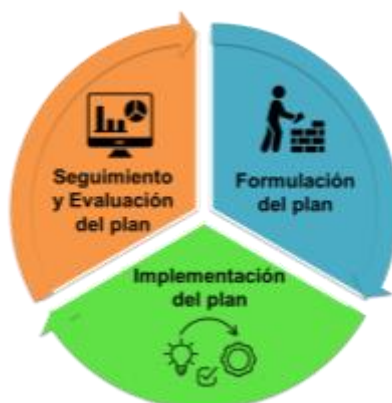 Seguimiento
y Evaluación
del plan
Formulación
del plan
Implementación
del plan